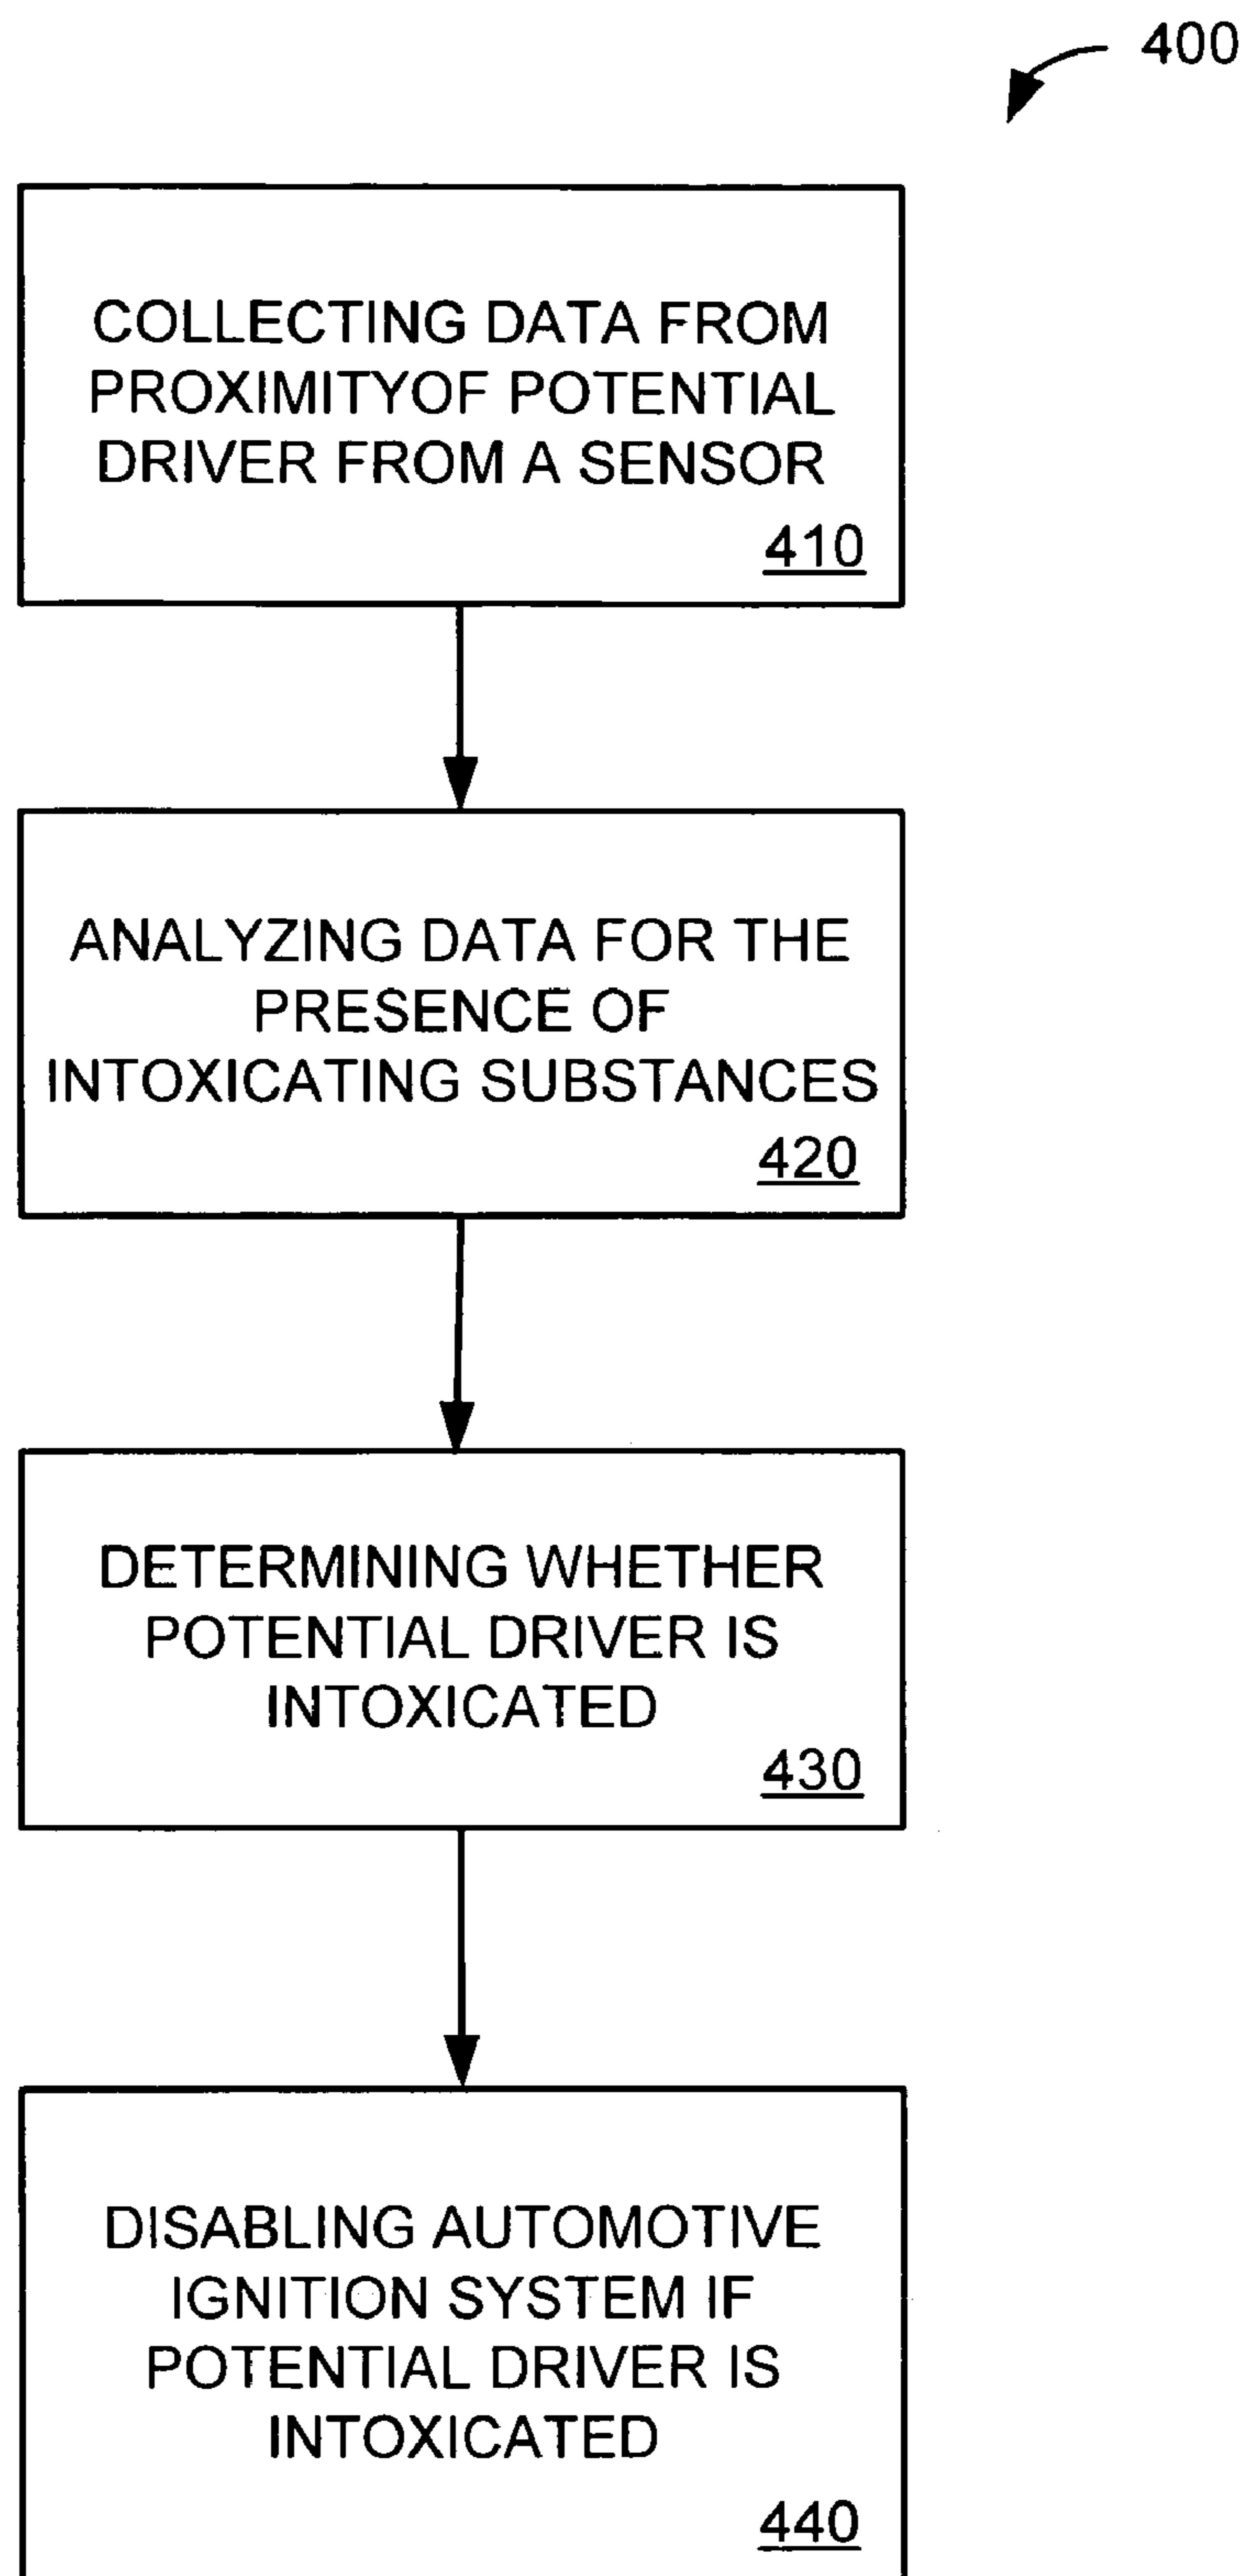 400
COLLECTING DATA FROM
PROXIMITYOF POTENTIAL
DRIVER FROM A SENSOR
410
ANALYZING DATA FOR THE
PRESENCE OF
INTOXICATING SUBSTANCES
420
DETERMINING WHETHER
POTENTIAL DRIVER IS
INTOXICATED
430
DISABLING AUTOMOTIVE
IGNITION SYSTEM IF
POTENTIAL DRIVER IS
INTOXICATED
440